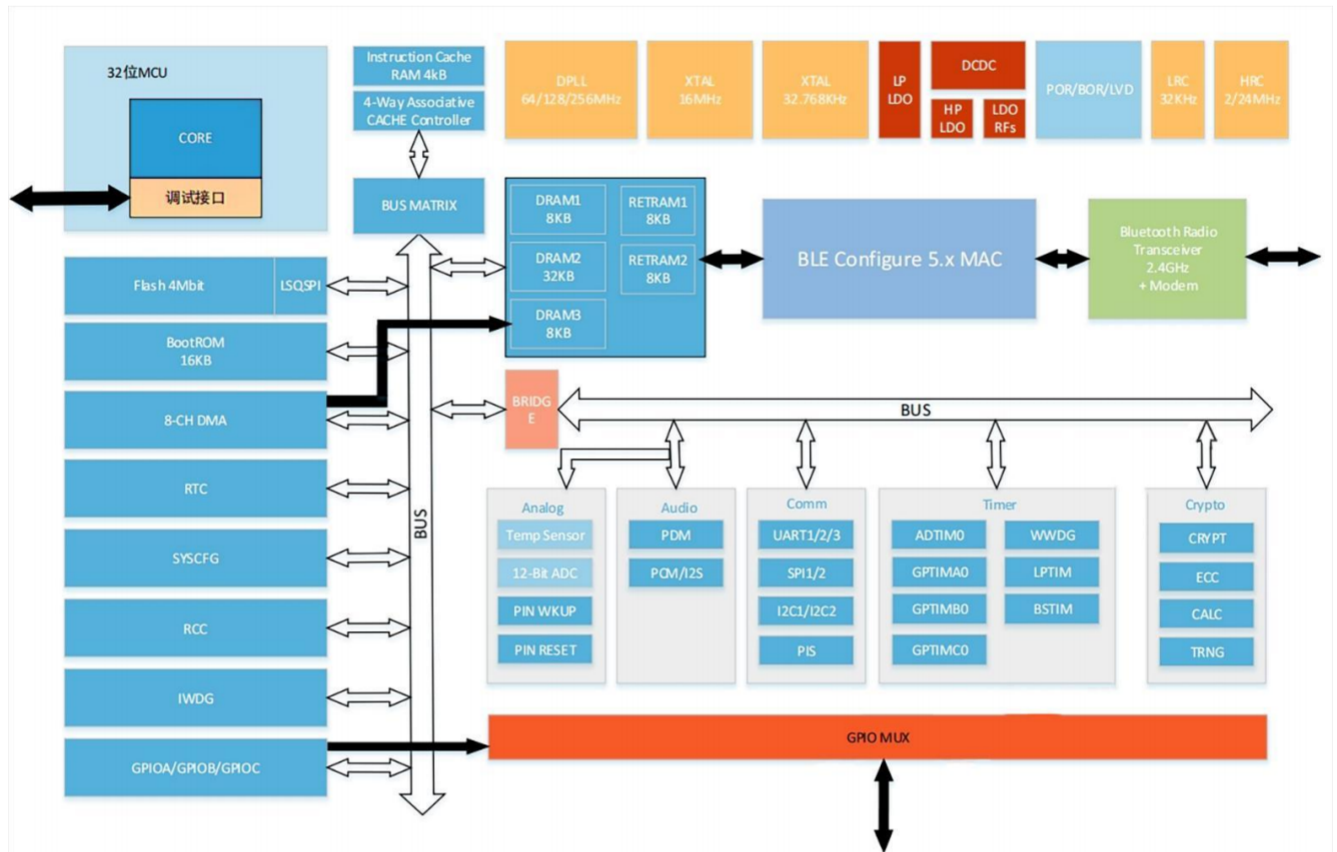 32位MCU
CORE
调试接口
Instruction Cache
RAM 4kB
4-Way Associative
CACHE Controller
BUS MATRIX
DPLL
64/128/256MHz
XTAL
16MHz
XTAL
32.768KHz
LP
LDO
DCDC
HP
LDO
LDO
RFs
POR/BOR/LVD
LRC
32KHz
HRC
2/24MHz
DRAM1
8KB
RETRAM1
8KB
DRAM2
32KB
RETRAM2
8KB
DRAM3
8KB
BLE Configure 5.x MAC
Bluetooth Radio
Transceiver
2.4GHz
+ Modem
Flash 4Mbit
LSQSPI
BootROM
16KB
8-CH DMA
RTC
SYSCFG
RCC
IWDG
GPIOA/GPIOB/GPIOC
BUS
BRIDG
E
BUS
Analog
Temp Sensor
12-Bit ADC
PIN WKUP
PIN RESET
Audio
PDM
PCM/I2S
Comm
UART1/2/3
SPI1/2
I2C1/I2C2
PIS
Timer
ADTIM0
WWDG
GPTIMA0
LPTIM
GPTIMB0
BSTIM
GPTIMC0
Crypto
CRYPT
ECC
CALC
TRNG
GPIO MUX